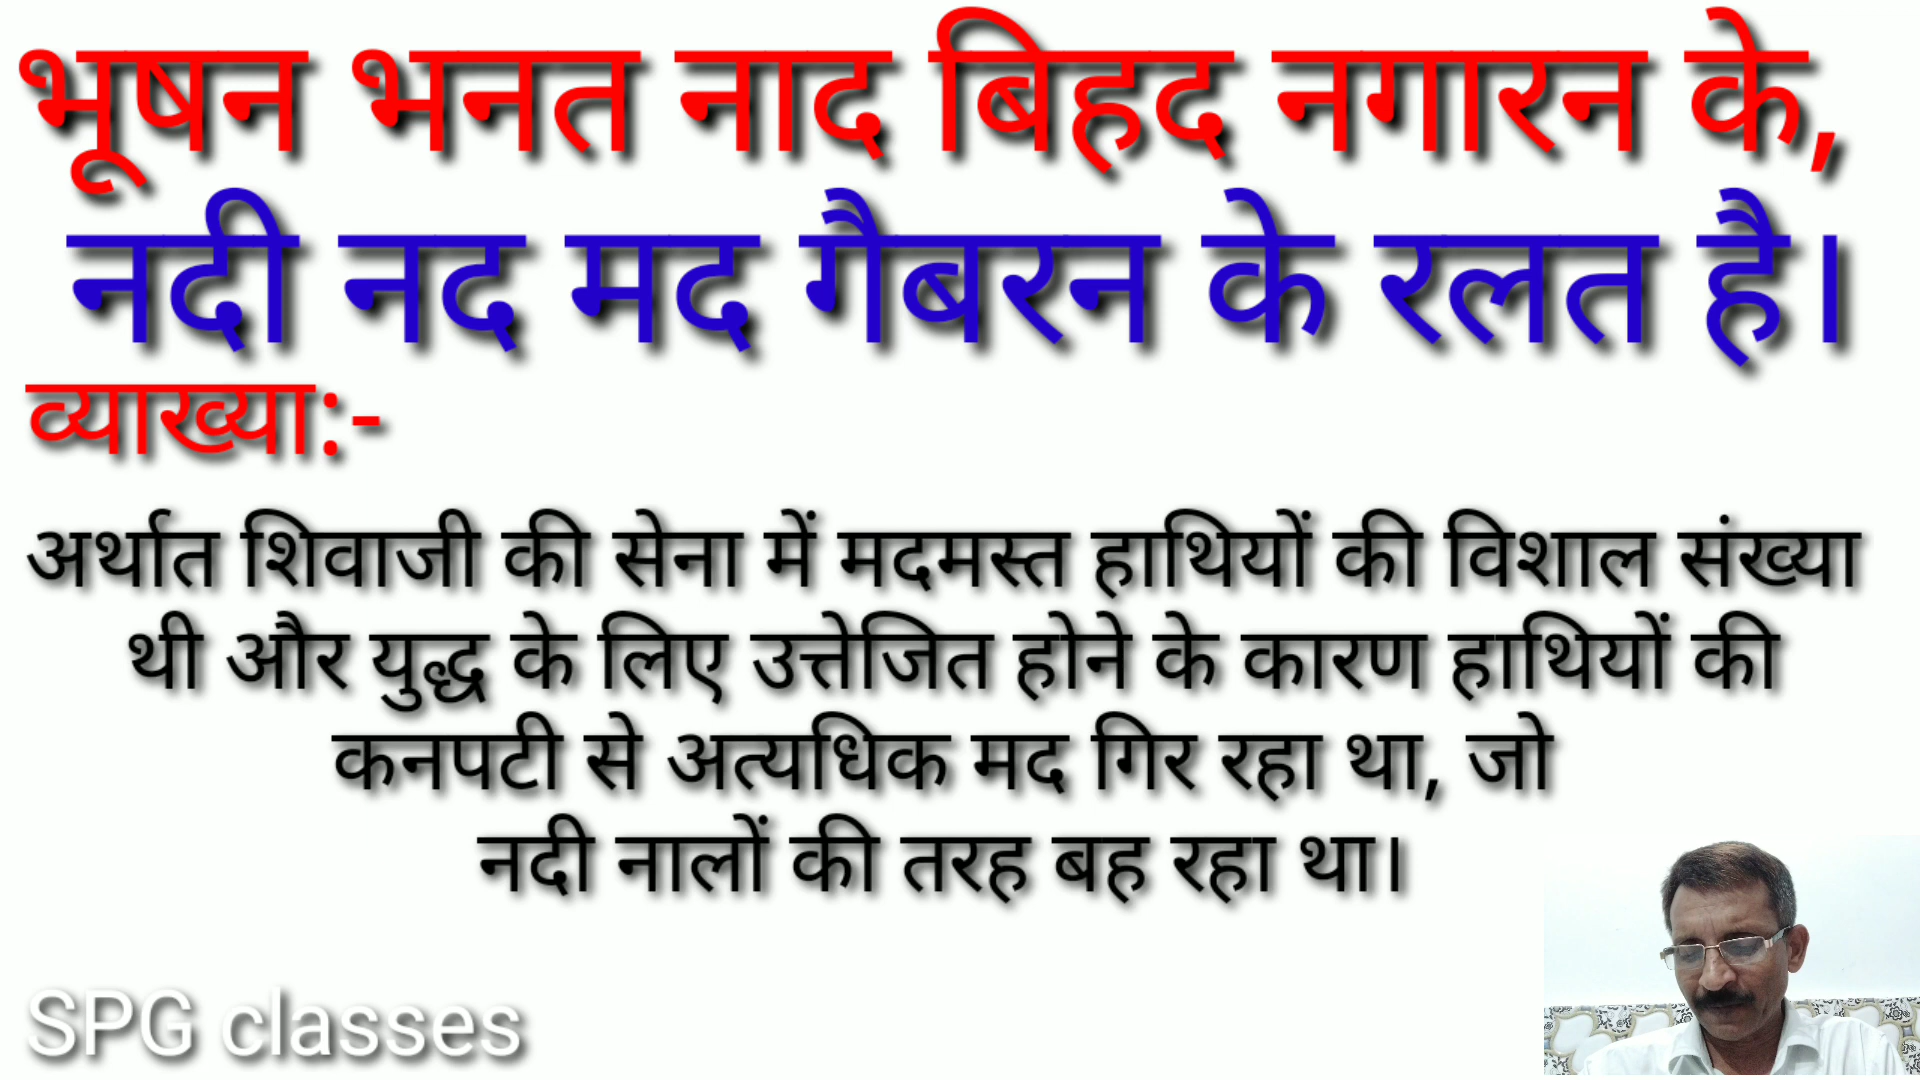 भूषन भनत नाद बिहद नगारन के,
नदी नद मद गैबरन के रलत है।
व्याख्या:-
अर्थात शिवाजी की सेना में मदमस्त हाथियों की विशाल संख्या
थी और युद्ध के लिए उत्तेजित होने के कारण हाथियों की
कनपटी से अत्यधिक मद गिर रहा था, जो
नदी नालों की तरह बह रहा था।
SPG classes